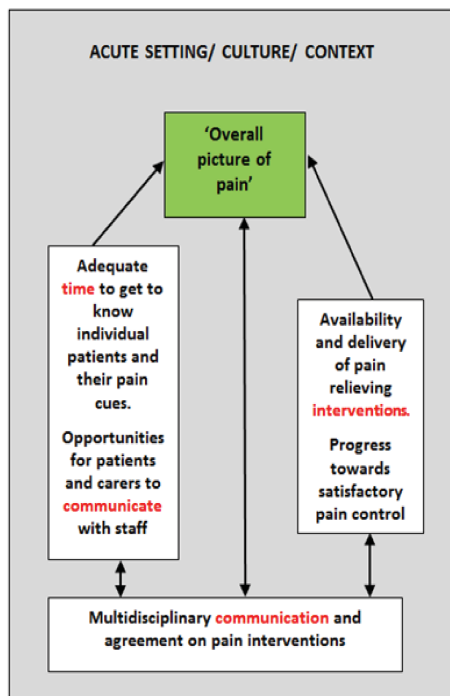 ACUTE SETTING/ CULTURE/ CONTEXT
‘Overall
picture of
pain’
Adequate
time to get to
know
individual
patients and
their pain
cues.
Opportunities
for patients
and carers to
communicate
with staff
Availability
and delivery
of pain
relieving
interventions.
Progress
towards
satisfactory
pain control
Multidisciplinary communication and
agreement on pain interventions